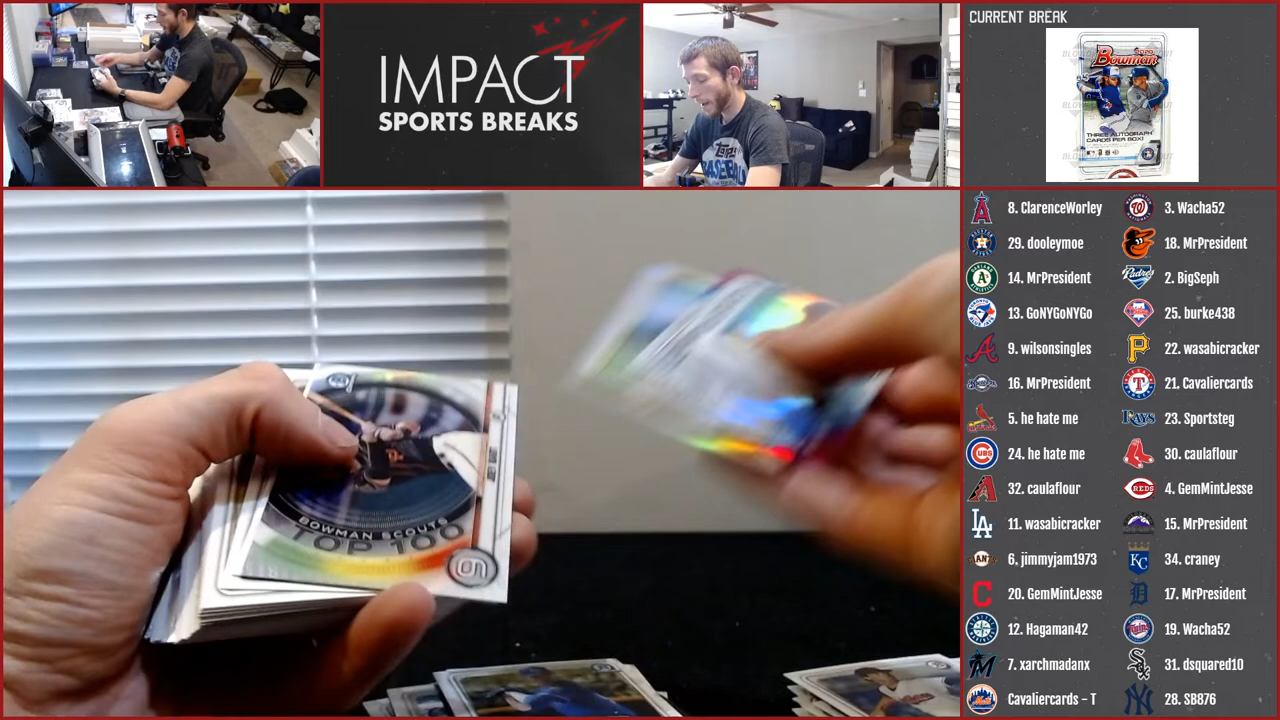 IMPACT
SPORTS BREAKS
CURRENT BREAK
2020
Bowman
THREE AUTOGRAPH
CARDS PER BOX!
Topps
BASEBALL
BOWMAN SCOUTS
TOP 100
8. ClarenceWorley
3. Wacha52
29. dooleymoe
18. MrPresident
14. MrPresident
2. BigSeph
13. GoNYGoNYGo
25. burke438
9. wilsonsingles
22. wasabicracker
16. MrPresident
21. Cavaliercards
5. he hate me
23. Sportsteg
24. he hate me
30. caulaflour
32. caulaflour
4. GemMintJesse
11. wasabicracker
15. MrPresident
6. jimmyjam1973
34. craney
20. GemMintJesse
17. MrPresident
12. Hagaman42
19. Wacha52
7. xarchmadanx
31. dsquared10
Cavaliercards - T
28. SB876